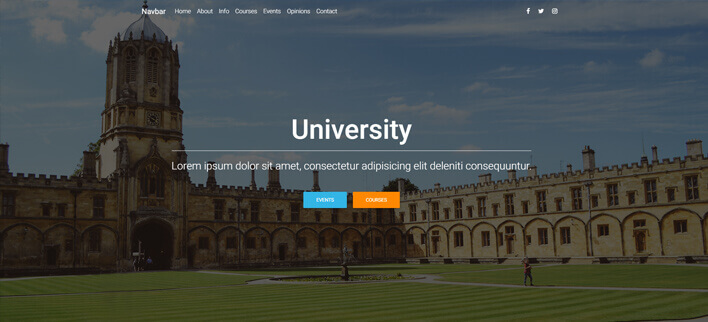 Navbar Home About Info Courses Events Opinions Contact
University
Lorem ipsum dolor sit amet, consectetur adipisicing elit deleniti consequuntur.
EVENTS COURSES